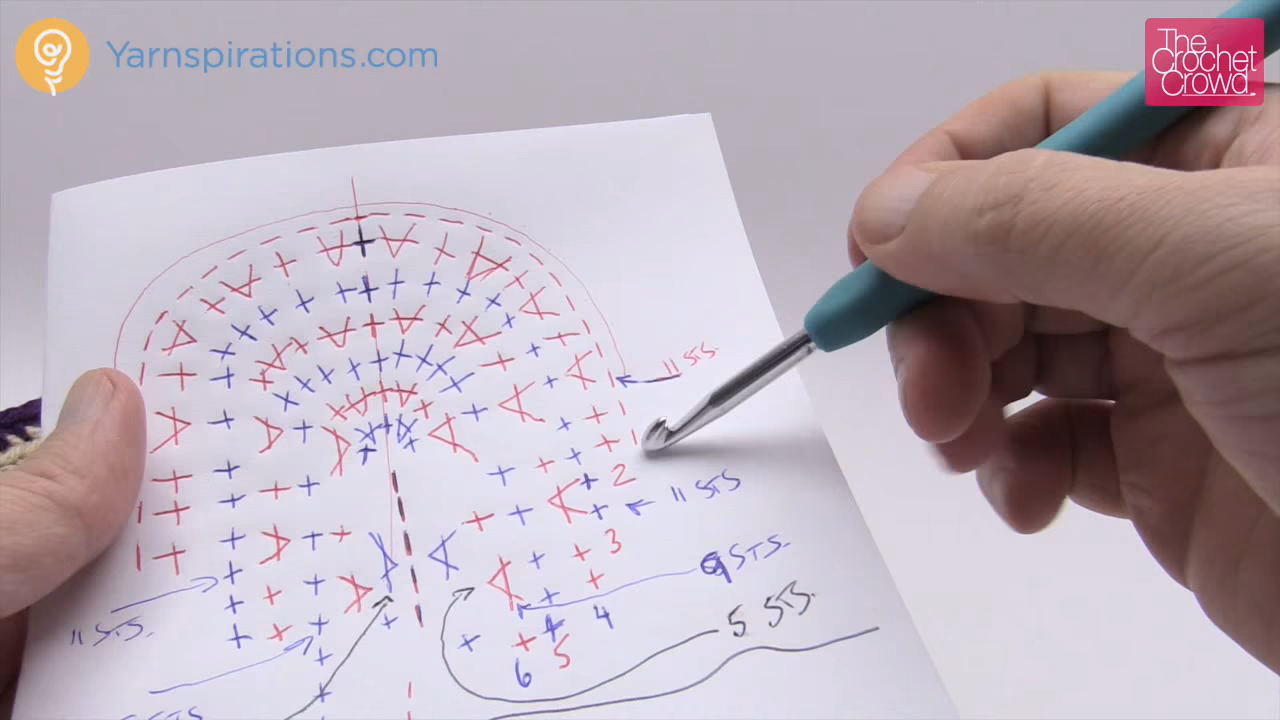 Yarnspirations.com
The
Crochet
Crowd
11 STS.
2
11 STS
3
9 STS.
4
5 STS.
5
6
11 STS.
STS